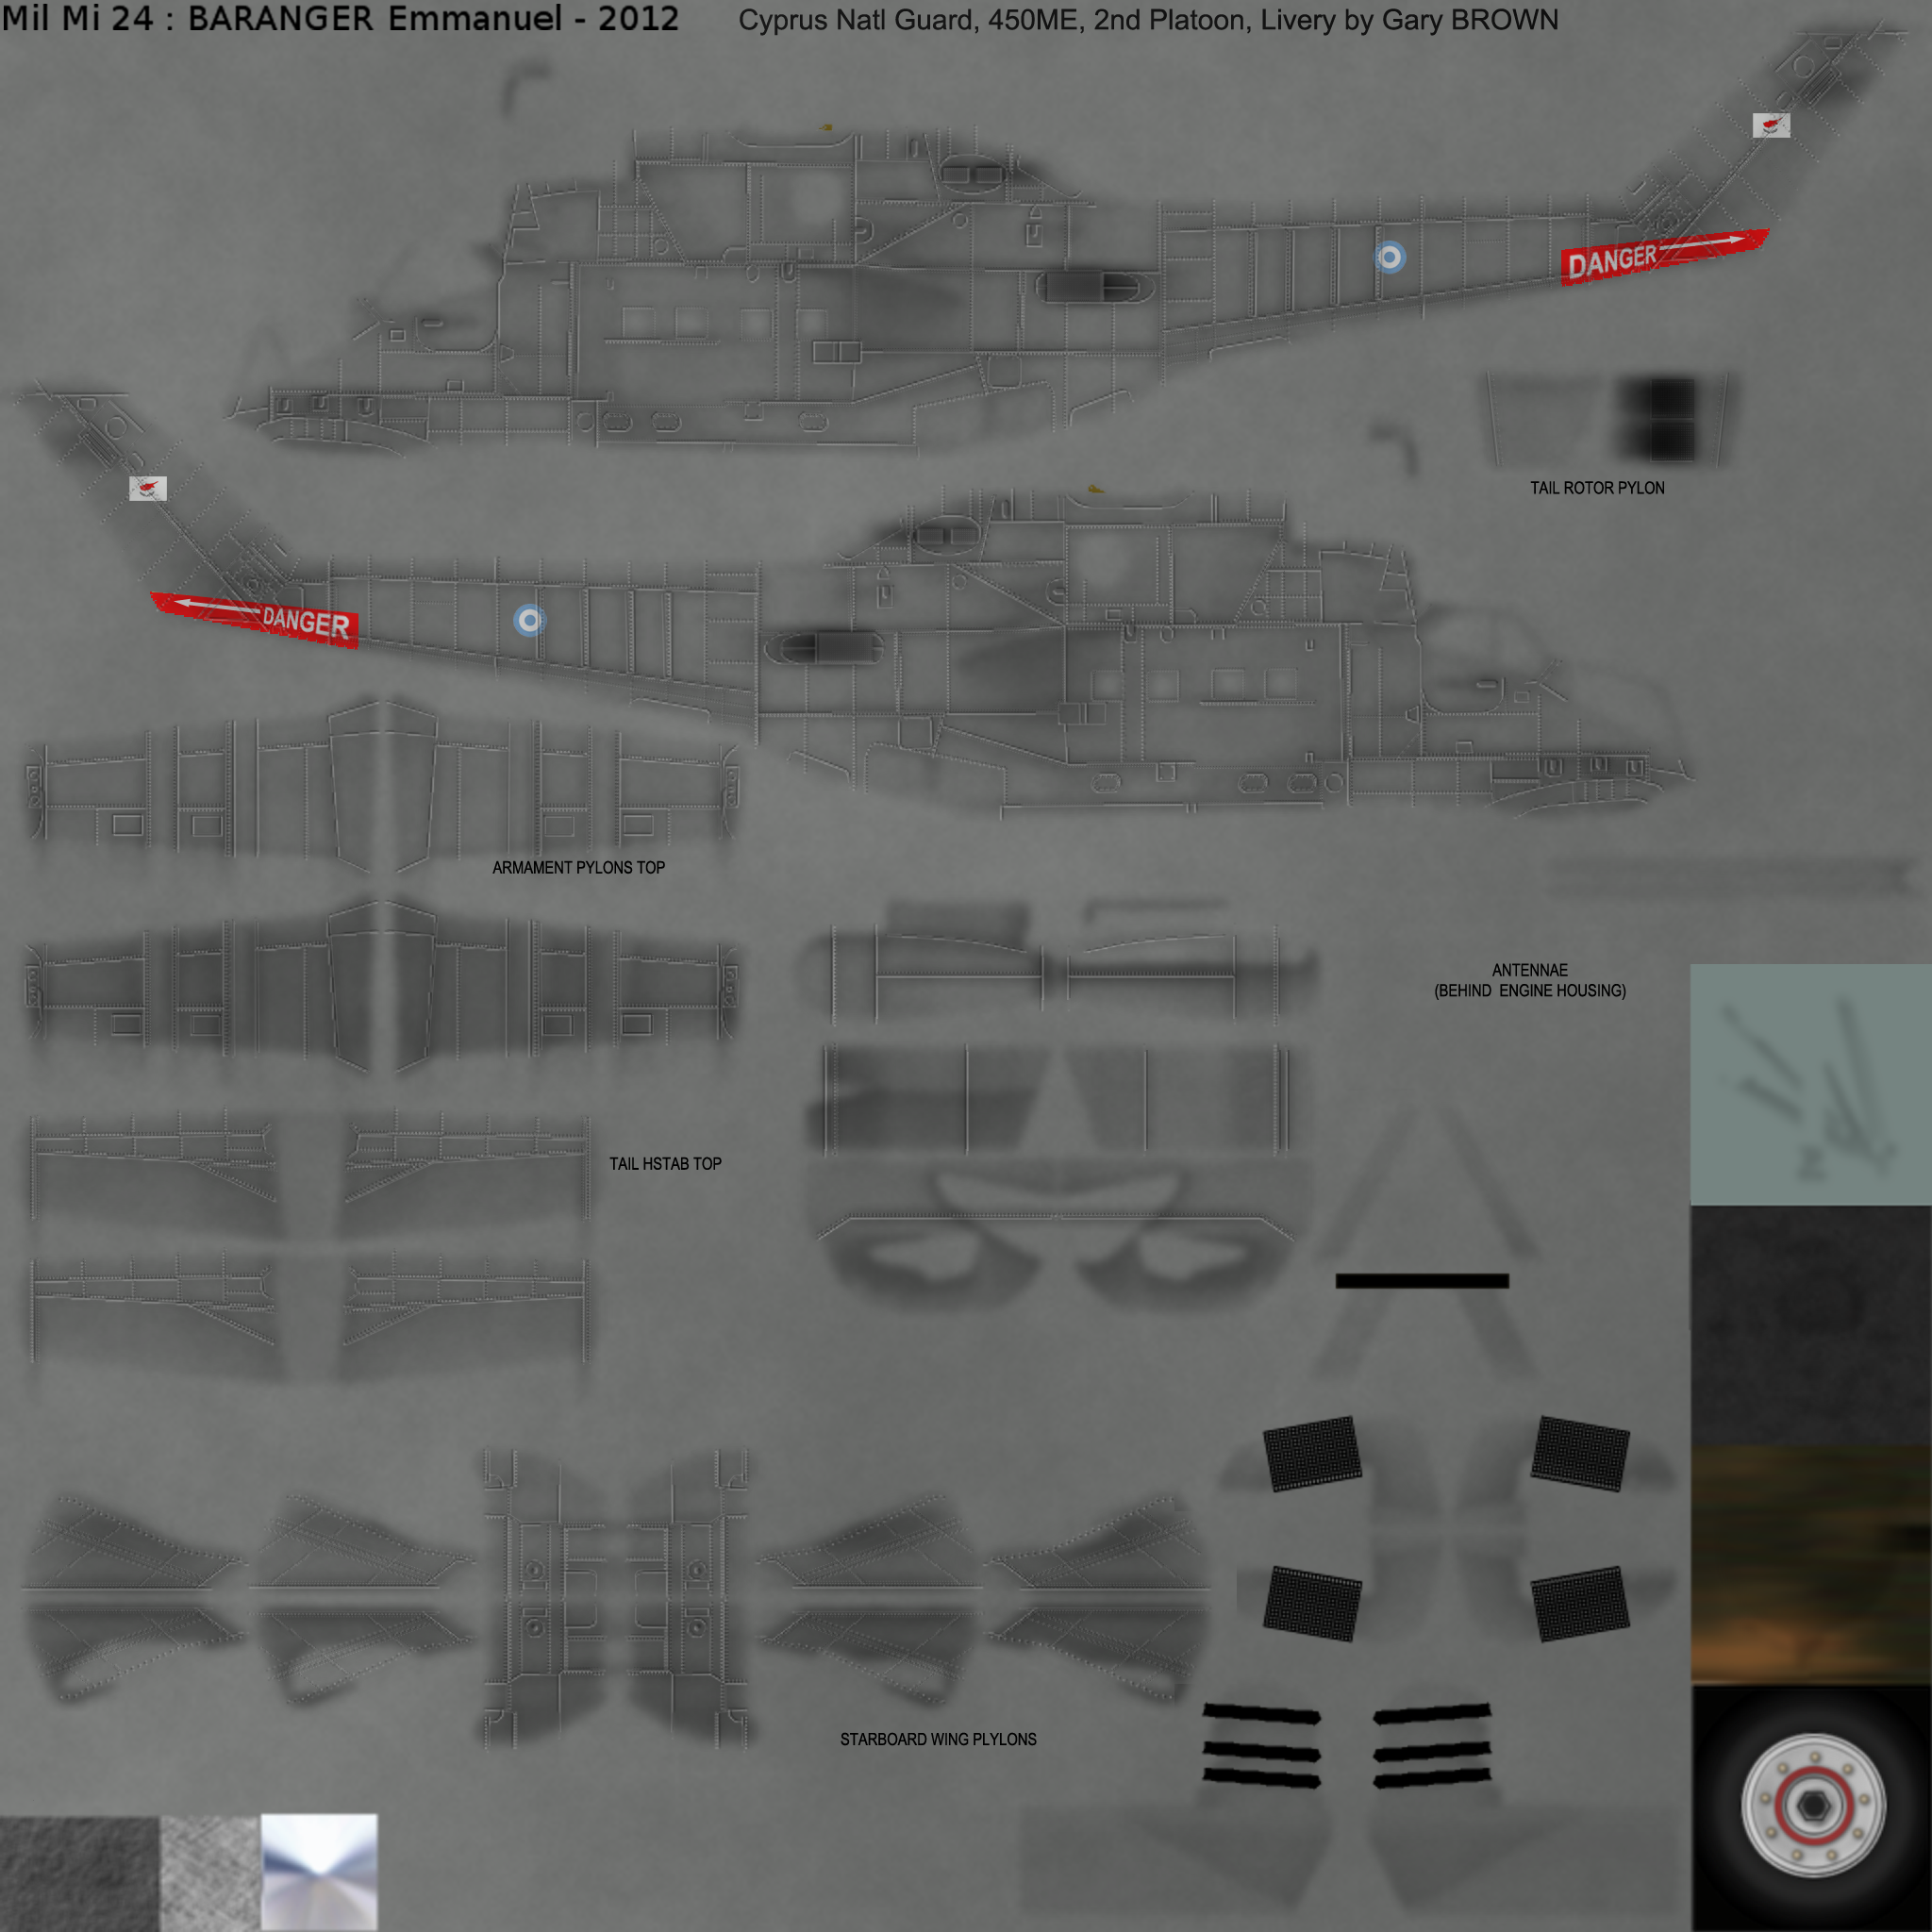 Mil Mi 24 : BARANGER Emmanuel - 2012
Cyprus Natl Guard, 450ME, 2nd Platoon, Livery by Gary BROWN
DANGER
TAIL ROTOR PYLON
DANGER
ARMAMENT PYLONS TOP
ANTENNAE
(BEHIND ENGINE HOUSING)
TAIL HSTAB TOP
STARBOARD WING PLYLONS